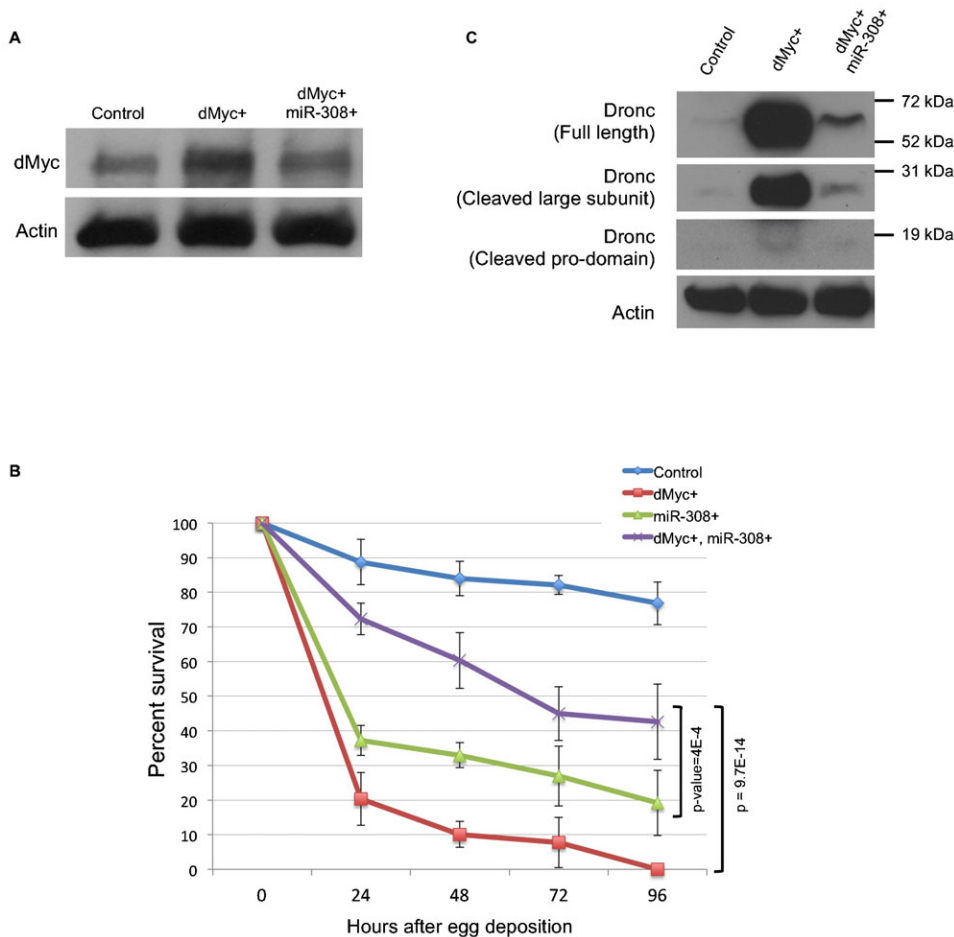 A
Control
dMyc+
dMyc+
miR-308+
dMyc
Actin
C
Control
dMyc+
dMyc+
miR-308+
Dronc
(Full length)
72 kDa
52 kDa
Dronc
(Cleaved large subunit)
31 kDa
Dronc
(Cleaved pro-domain)
19 kDa
Actin
B
Control
dMyc+
miR-308+
dMyc+, miR-308+
Percent survival
100
90
80
70
60
50
40
30
20
10
0
0 24 48 72 96
Hours after egg deposition
p-value=4E-4
p = 9.7E-14